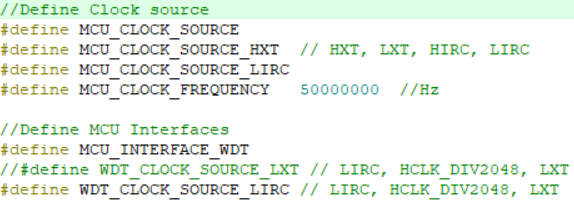 //Define Clock source
#define MCU_CLOCK_SOURCE
#define MCU_CLOCK_SOURCE_HXT  // HXT, LXT, HIRC, LIRC
#define MCU_CLOCK_SOURCE_LIRC
#define MCU_CLOCK_FREQUENCY   50000000  //Hz

//Define MCU Interfaces
#define MCU_INTERFACE_WDT
//#define WDT_CLOCK_SOURCE_LXT // LIRC, HCLK_DIV2048, LXT
#define WDT_CLOCK_SOURCE_LIRC // LIRC, HCLK_DIV2048, LXT